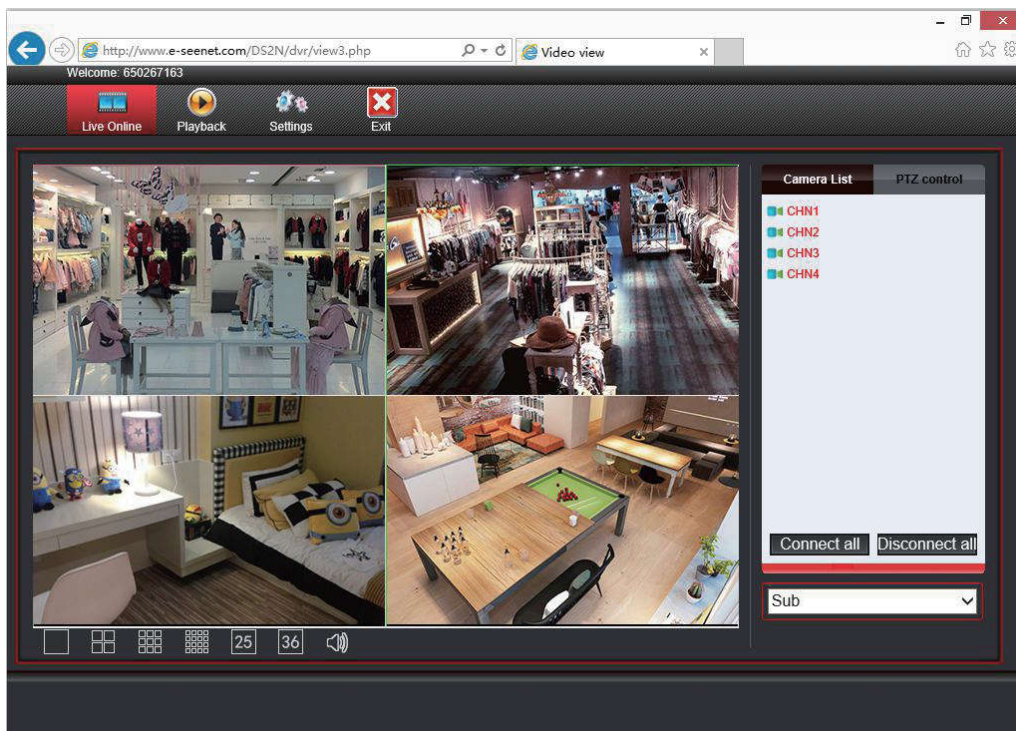 http://www.e-seenet.com/DS2N/dvr/view3.php
Video view
Welcome: 650267163
Live Online
Playback
Settings
Exit
Camera List
PTZ control
CHN1
CHN2
CHN3
CHN4
Connect all
Disconnect all
Sub
25
36